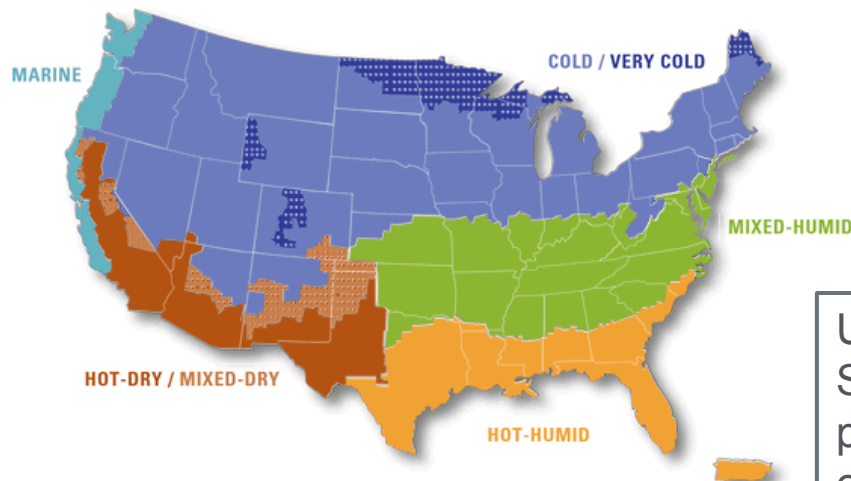 MARINE
COLD / VERY COLD
MIXED-HUMID
HOT-DRY / MIXED-DRY
HOT-HUMID